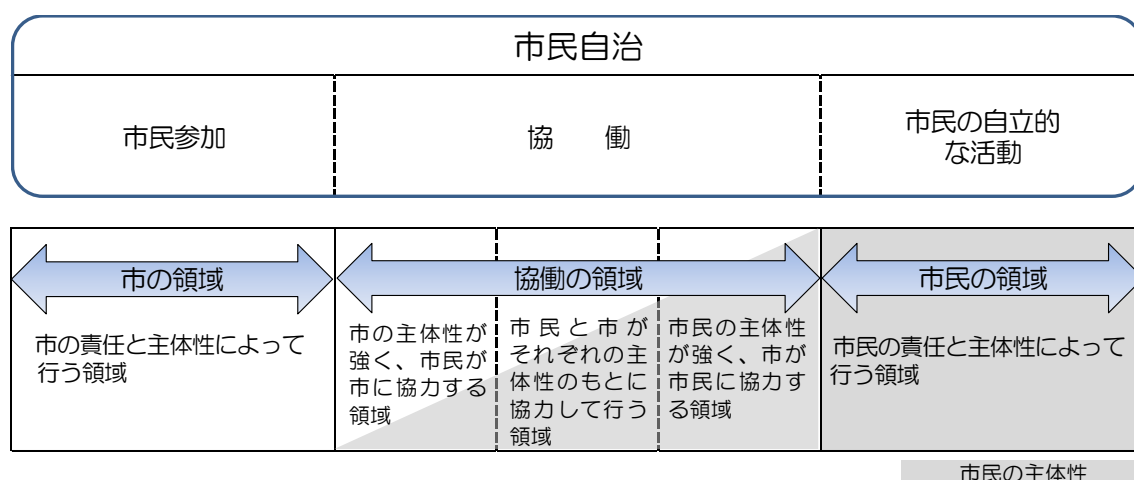 市民自治
市民参加
協　働
市民の自立的
な活動
市の領域
協働の領域
市民の領域
市の責任と主体性によって
行う領域
市の主体性が
強く、市民が
市に協力する
領域
市民と市が
それぞれの主
体性のもとに
協力して行う
領域
市民の主体性
が強く、市が
市民に協力す
る領域
市民の責任と主体性によって
行う領域
市民の主体性